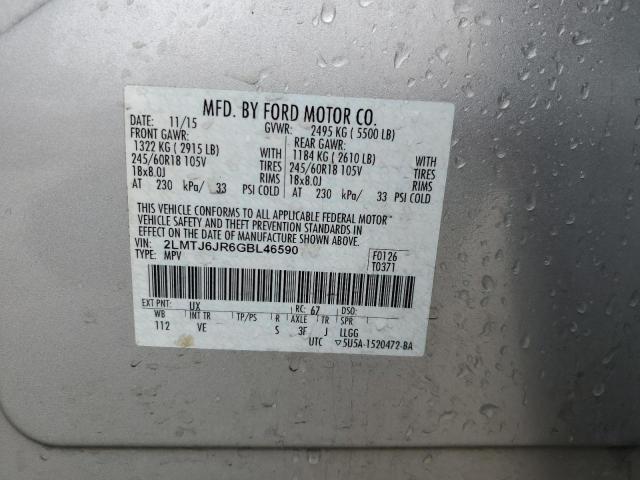 MFD. BY FORD MOTOR CO.
DATE: 11/15 GVWR: 2495 KG ( 5500 LB)
FRONT GAWR: REAR GAWR:
1322 KG ( 2915 LB) WITH 1184 KG ( 2610 LB) WITH
245/60R18 105V TIRES 245/60R18 105V TIRES
18x8.0J RIMS 18x8.0J RIMS
AT 230 kPa/ 33 PSI COLD AT 230 kPa/ 33 PSI COLD
THIS VEHICLE CONFORMS TO ALL APPLICABLE FEDERAL MOTOR
VEHICLE SAFETY AND THEFT PREVENTION STANDARDS IN
EFFECT ON THE DATE OF MANUFACTURE SHOWN ABOVE.
VIN: 2LMTJ6JR6GBL46590 F0126
TYPE: MPV T0371
EXT PNT: UX RC: 67 DSO:
WB INT TR TP/PS R AXLE TR SPR
112 VE S 3F J LLGG
UTC ▽5U5A-1520472-BA